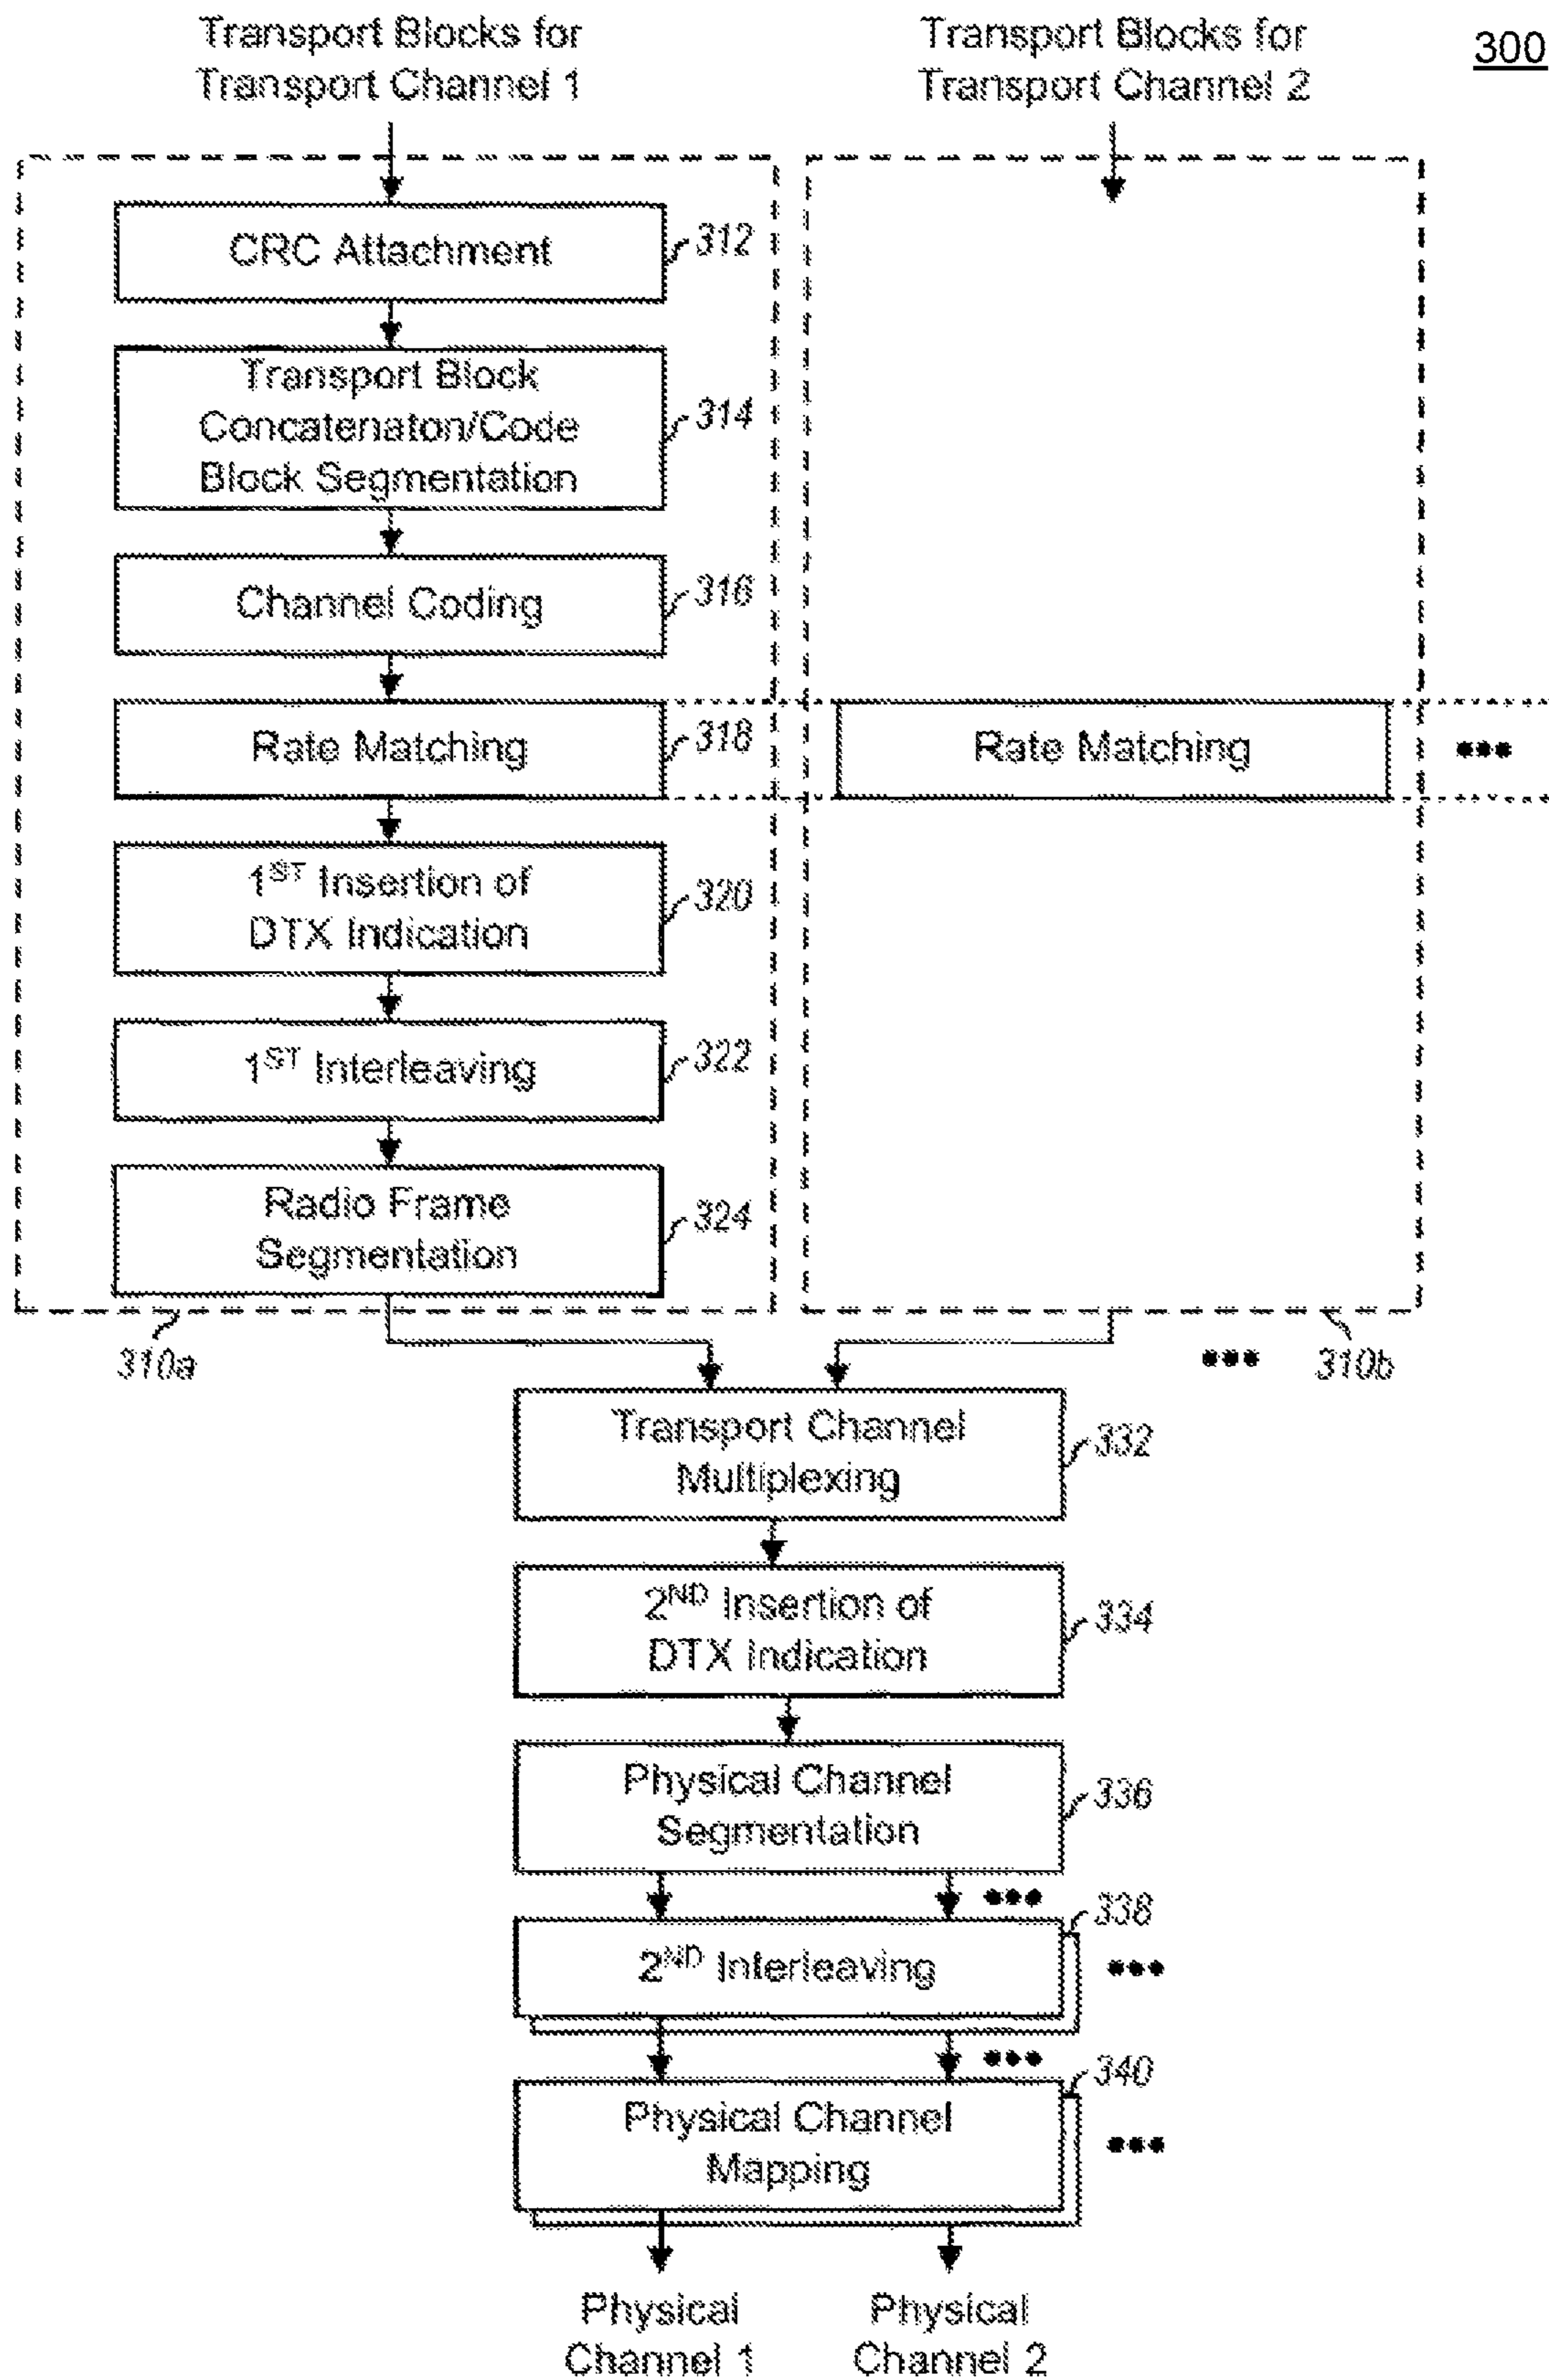 Transport Blocks for
Transport Channel 1
Transport Blocks for
Transport Channel 2
300
CRC Attachment
312
Transport Block
Concatenaton/Code
Block Segmentation
314
Channel Coding
316
Rate Matching
318
Rate Matching
1ST Insertion of
DTX Indication
320
1ST Interleaving
322
Radio Frame
Segmentation
324
310a
310b
Transport Channel
Multiplexing
332
2ND Insertion of
DTX Indication
334
Physical Channel
Segmentation
336
2ND Interleaving
338
Physical Channel
Mapping
340
Physical
Channel 1
Physical
Channel 2